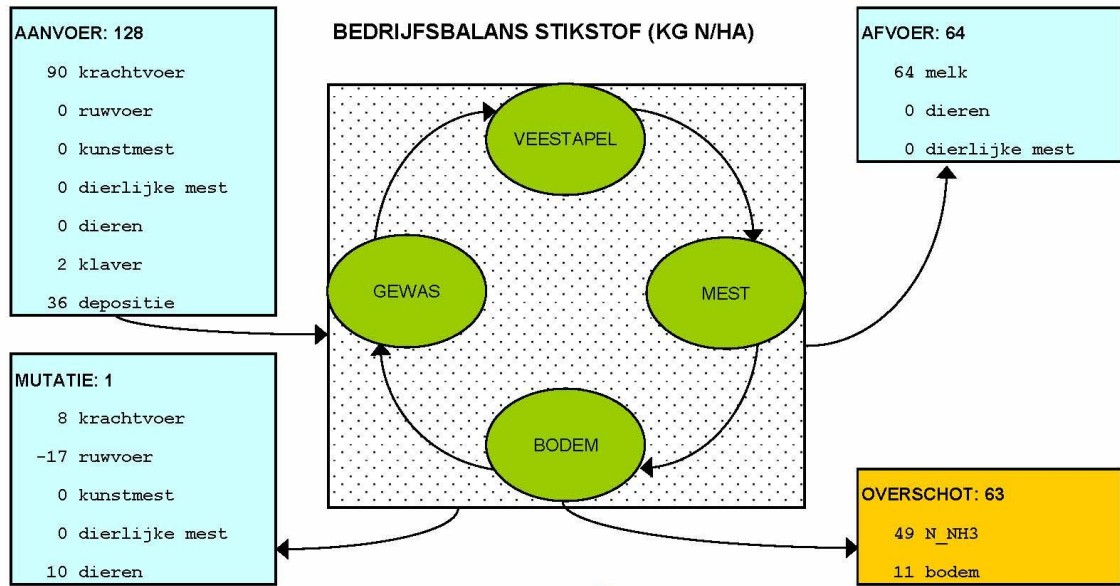 AANVOER: 128
90 krachtvoer
0 ruwvoer
0 kunstmest
0 dierlijke mest
0 dieren
2 klaver
36 depositie
BEDRIJFSBALANS STIKSTOF (KG N/HA)
AFVOER: 64
64 melk
0 dieren
0 dierlijke mest
VEESTAPEL
GEWAS
MEST
BODEM
MUTATIE: 1
8 krachtvoer
-17 ruwvoer
0 kunstmest
0 dierlijke mest
10 dieren
OVERSCHOT: 63
49 N_NH3
11 bodem